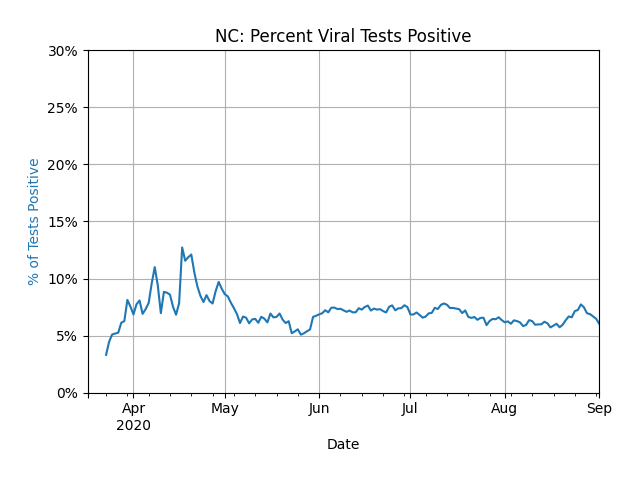 NC: Percent Viral Tests Positive
% of Tests Positive
30%
25%
20%
15%
10%
5%
0%
Apr May Jun Jul Aug Sep
2020
Date